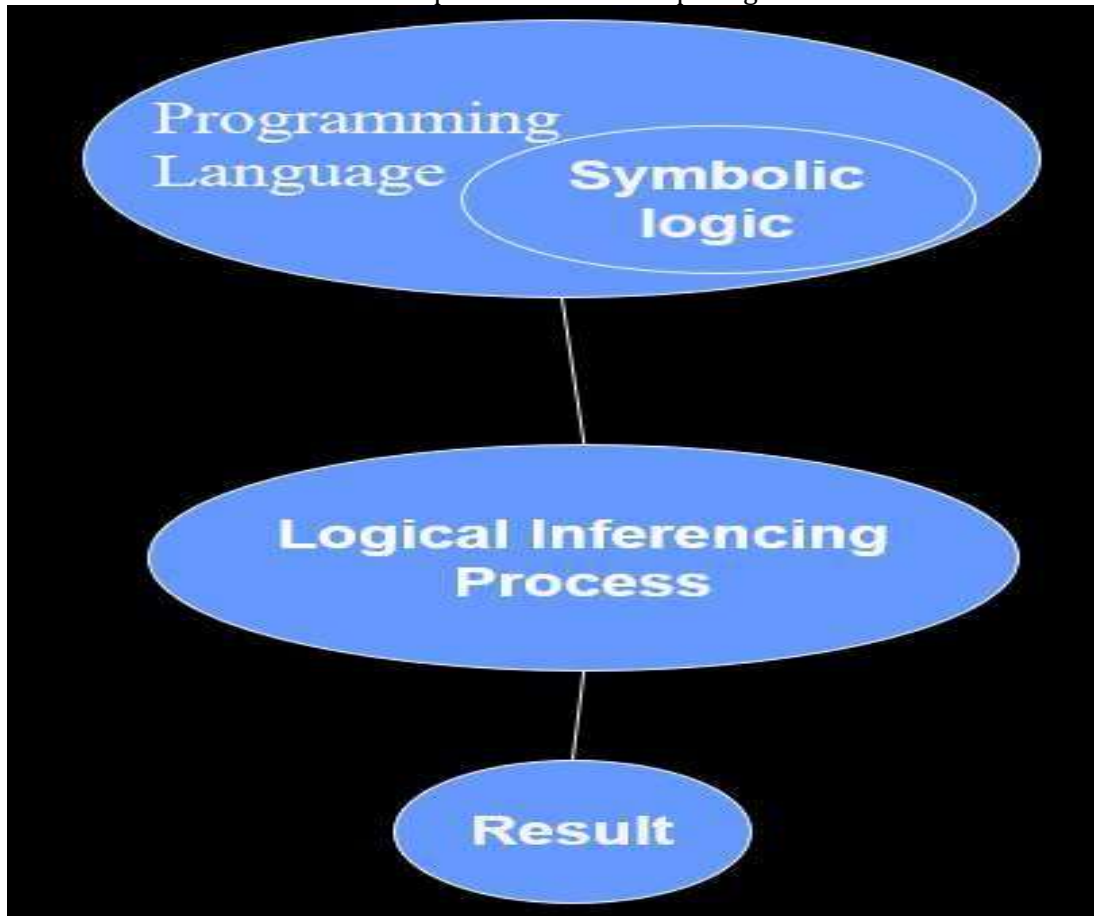 Programming
Language
Symbolic
logic
Logical Inferencing
Process
Result